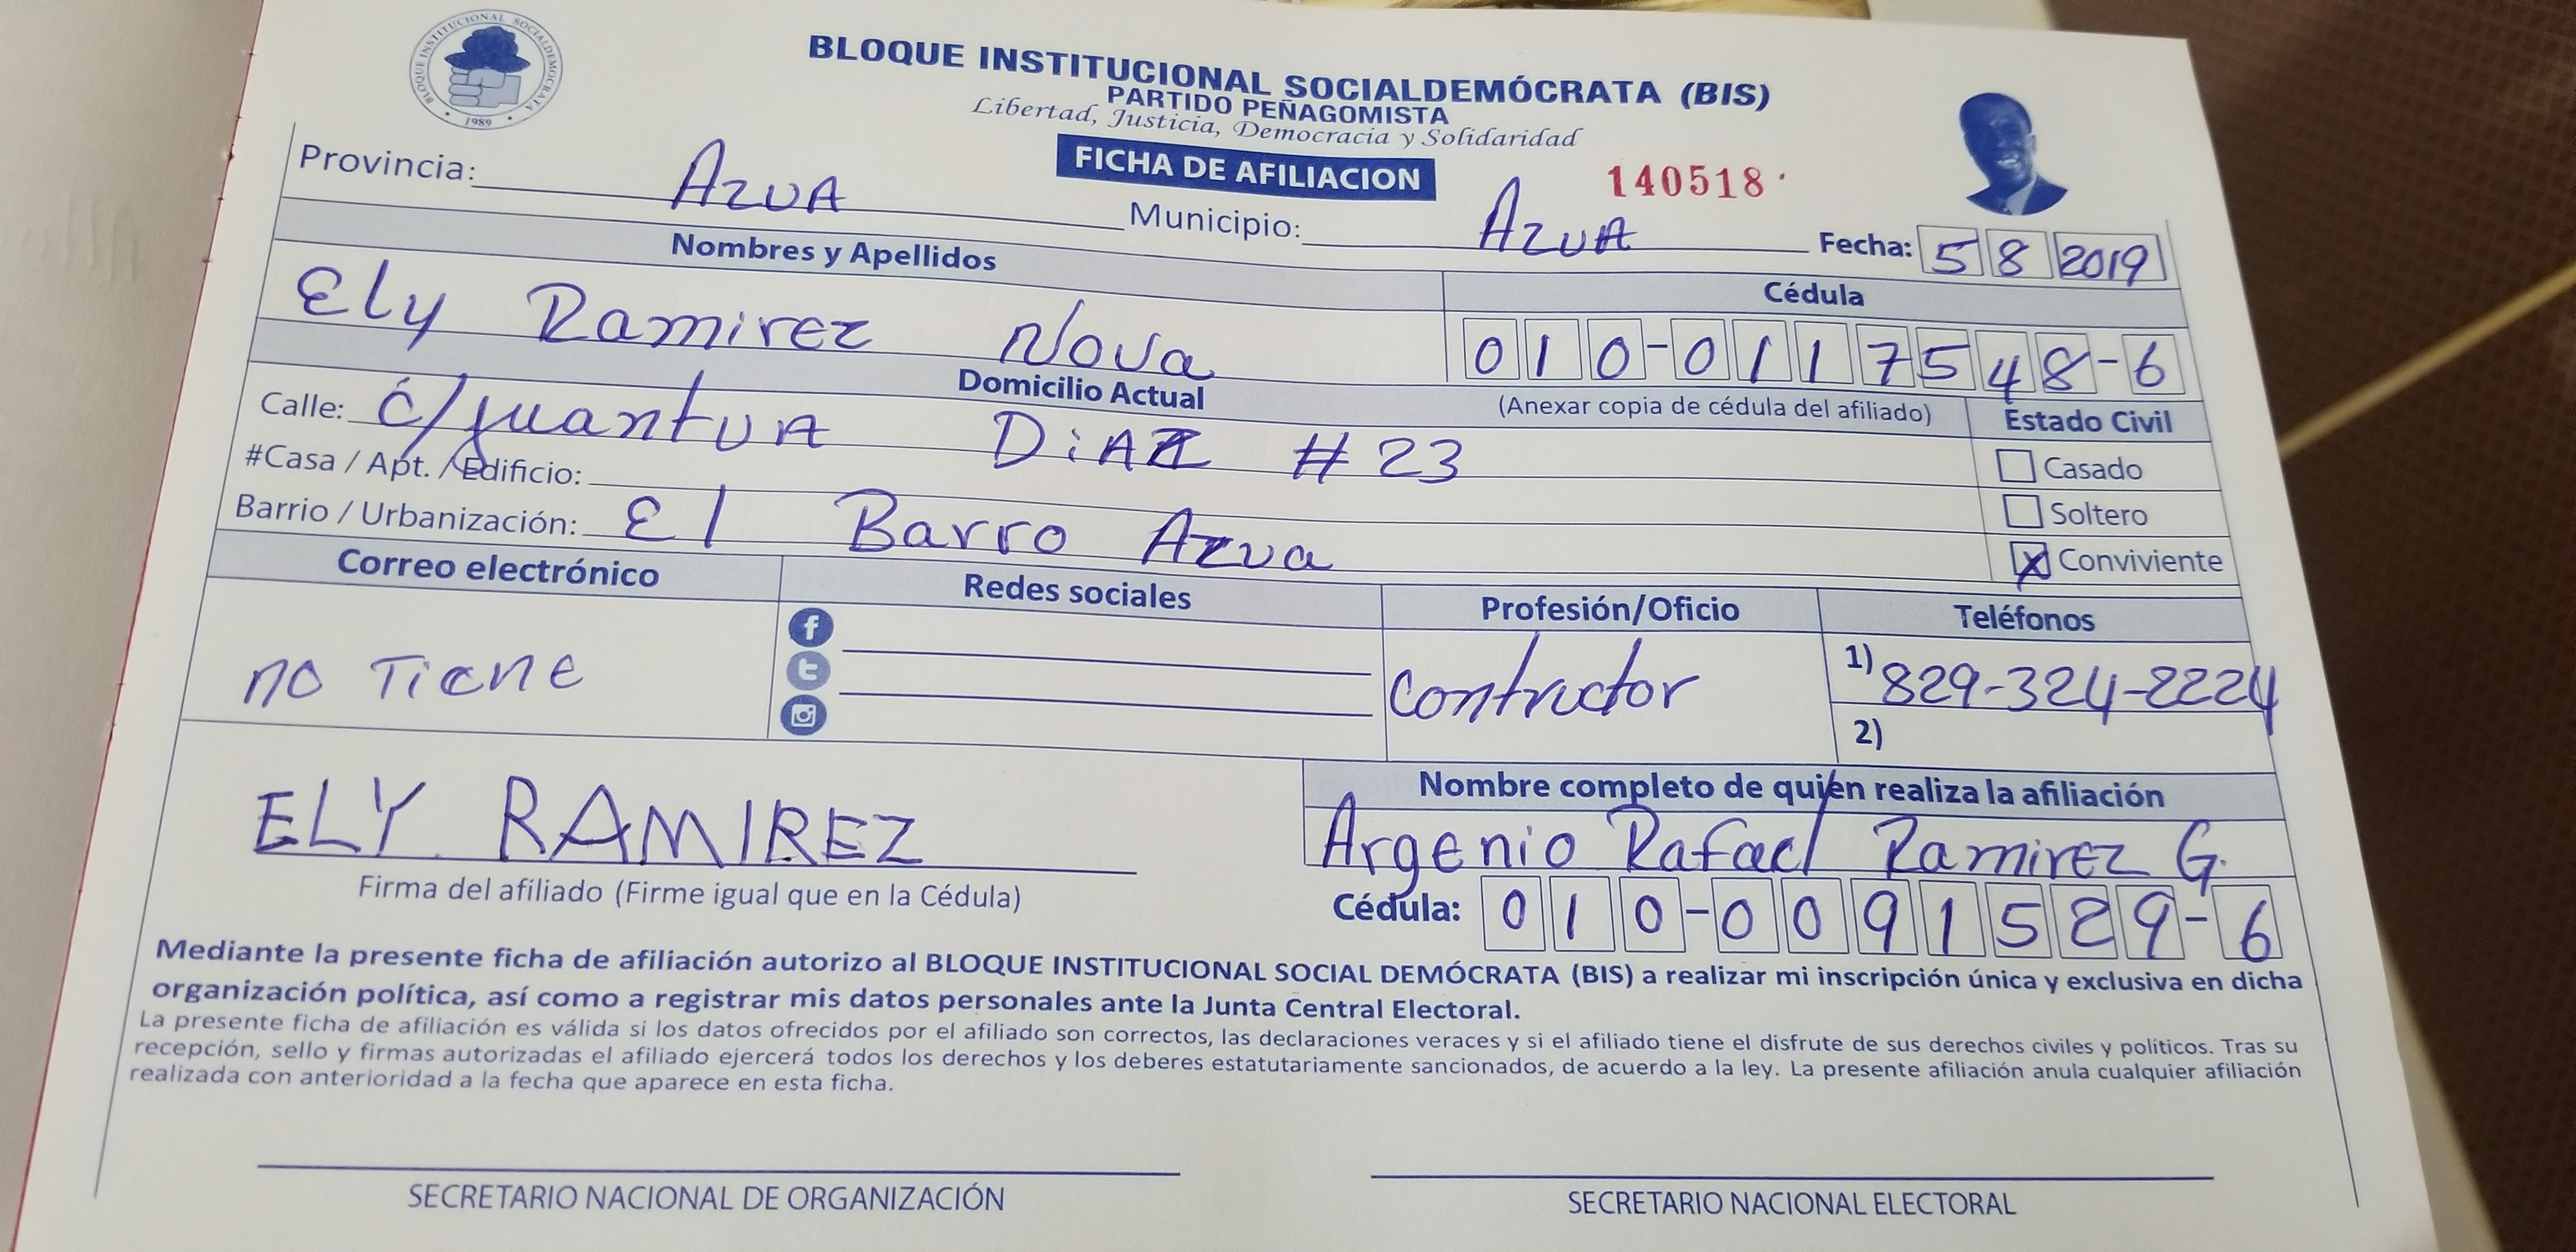 BLOQUE INSTITUCIONAL SOCIALDEMOCRATA
1989
BLOQUE INSTITUCIONAL SOCIALDEMÓCRATA (BIS)
PARTIDO PEÑAGOMISTA
Libertad, Justicia, Democracia y Solidaridad
FICHA DE AFILIACION 140518
Provincia: AZUA Municipio: AZUA Fecha: 5 8 2019
Nombres y Apellidos Cédula
Ely Ramirez Nova 010-0117548-6
Domicilio Actual (Anexar copia de cédula del afiliado) Estado Civil
Calle: c/juantuA DiAZ #23 Casado
#Casa / Apt. / Edificio: Soltero
Barrio / Urbanización: El Barro Azua X Conviviente
Correo electrónico Redes sociales Profesión/Oficio Teléfonos
no Tiene f t contructor 1) 829-324-2224
2)
ELY RAMIREZ
Firma del afiliado (Firme igual que en la Cédula)
Nombre completo de quién realiza la afiliación
Argenio Rafael Ramirez G.
Cédula: 010-0091529-6
Mediante la presente ficha de afiliación autorizo al BLOQUE INSTITUCIONAL SOCIAL DEMÓCRATA (BIS) a realizar mi inscripción única y exclusiva en dicha
organización política, así como a registrar mis datos personales ante la Junta Central Electoral.
La presente ficha de afiliación es válida si los datos ofrecidos por el afiliado son correctos, las declaraciones veraces y si el afiliado tiene el disfrute de sus derechos civiles y políticos. Tras su
recepción, sello y firmas autorizadas el afiliado ejercerá todos los derechos y los deberes estatutariamente sancionados, de acuerdo a la ley. La presente afiliación anula cualquier afiliación
realizada con anterioridad a la fecha que aparece en esta ficha.
SECRETARIO NACIONAL DE ORGANIZACIÓN SECRETARIO NACIONAL ELECTORAL